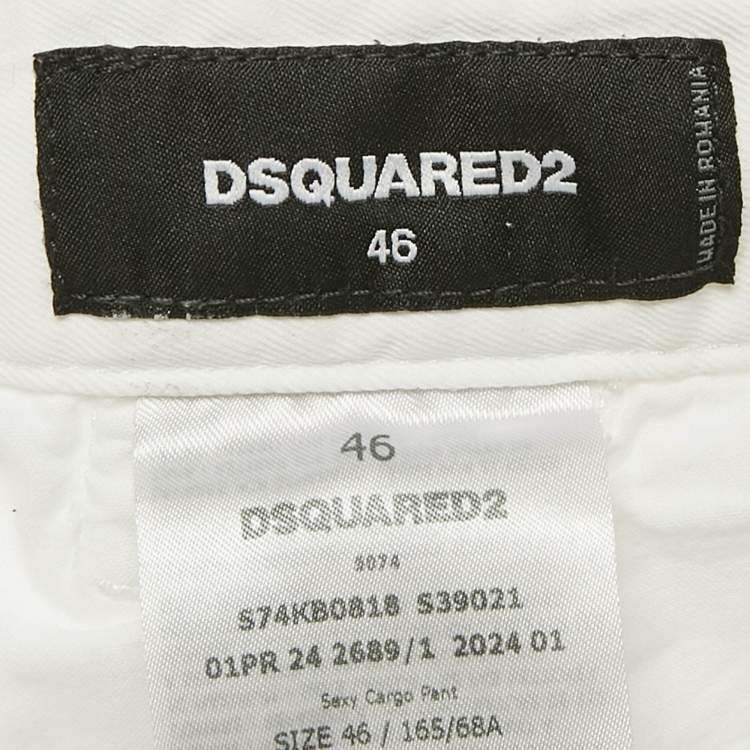 DSQUARED2
46
MADE IN ROMANIA
46
DSQUARED2
S074
S74KB0818 S39021
01PR 24 2689/1 2024 01
Sexy Cargo Pant
SIZE 46 / 165/68A